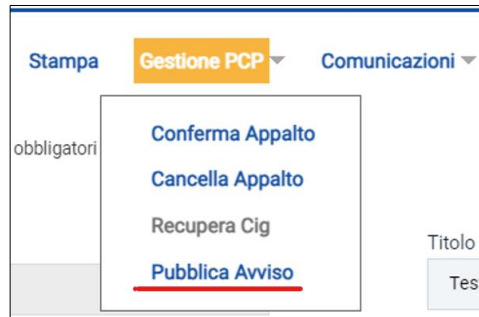 Stampa Gestione PCP Comunicazioni
obbligatori
Conferma Appalto
Cancella Appalto
Recupera Cig
Titolo
Pubblica Avviso
Tes